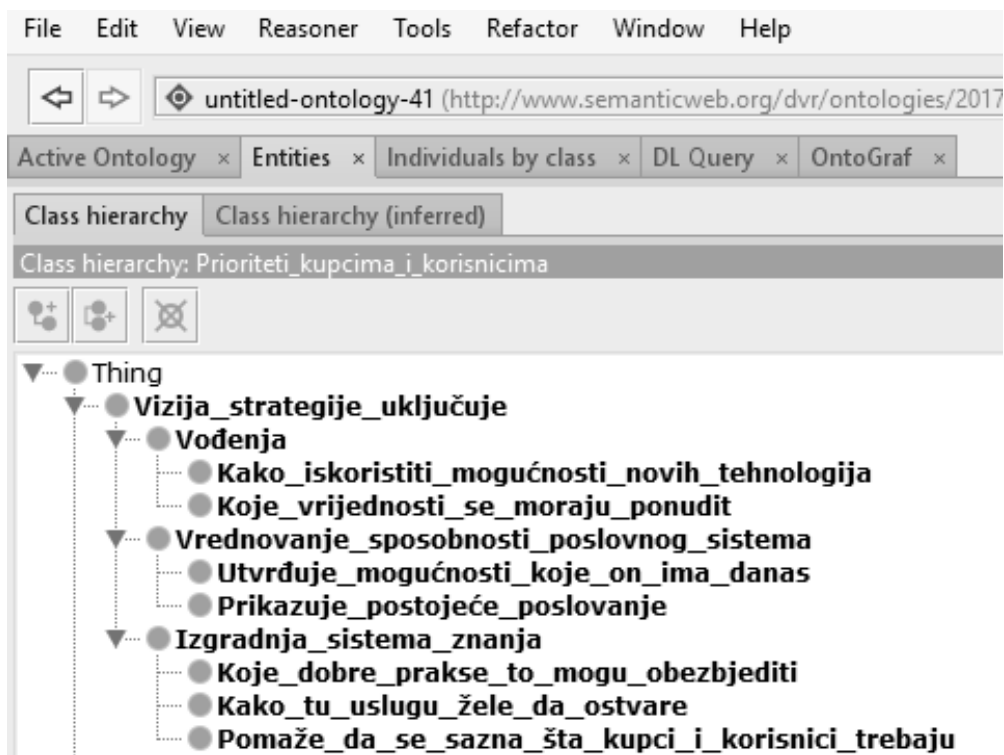 File Edit View Reasoner Tools Refactor Window Help
untitled-ontology-41 (http://www.semanticweb.org/dvr/ontologies/2017
Active Ontology × Entities × Individuals by class × DL Query × OntoGraf ×
Class hierarchy Class hierarchy (inferred)
Class hierarchy: Prioriteti_kupcima_i_korisnicima
Thing
Vizija_strategije_uključuje
Vođenja
Kako_iskoristiti_mogućnosti_novih_tehnologija
Koje_vrijednosti_se_moraju_ponudit
Vrednovanje_sposobnosti_poslovnog_sistema
Utvrđuje_mogućnosti_koje_on_ima_danas
Prikazuje_postojeće_poslovanje
Izgradnja_sistema_znanja
Koje_dobre_prakse_to_mogu_obezbjediti
Kako_tu_uslugu_žele_da_ostvare
Pomaže_da_se_sazna_šta_kupci_i_korisnici_trebaju